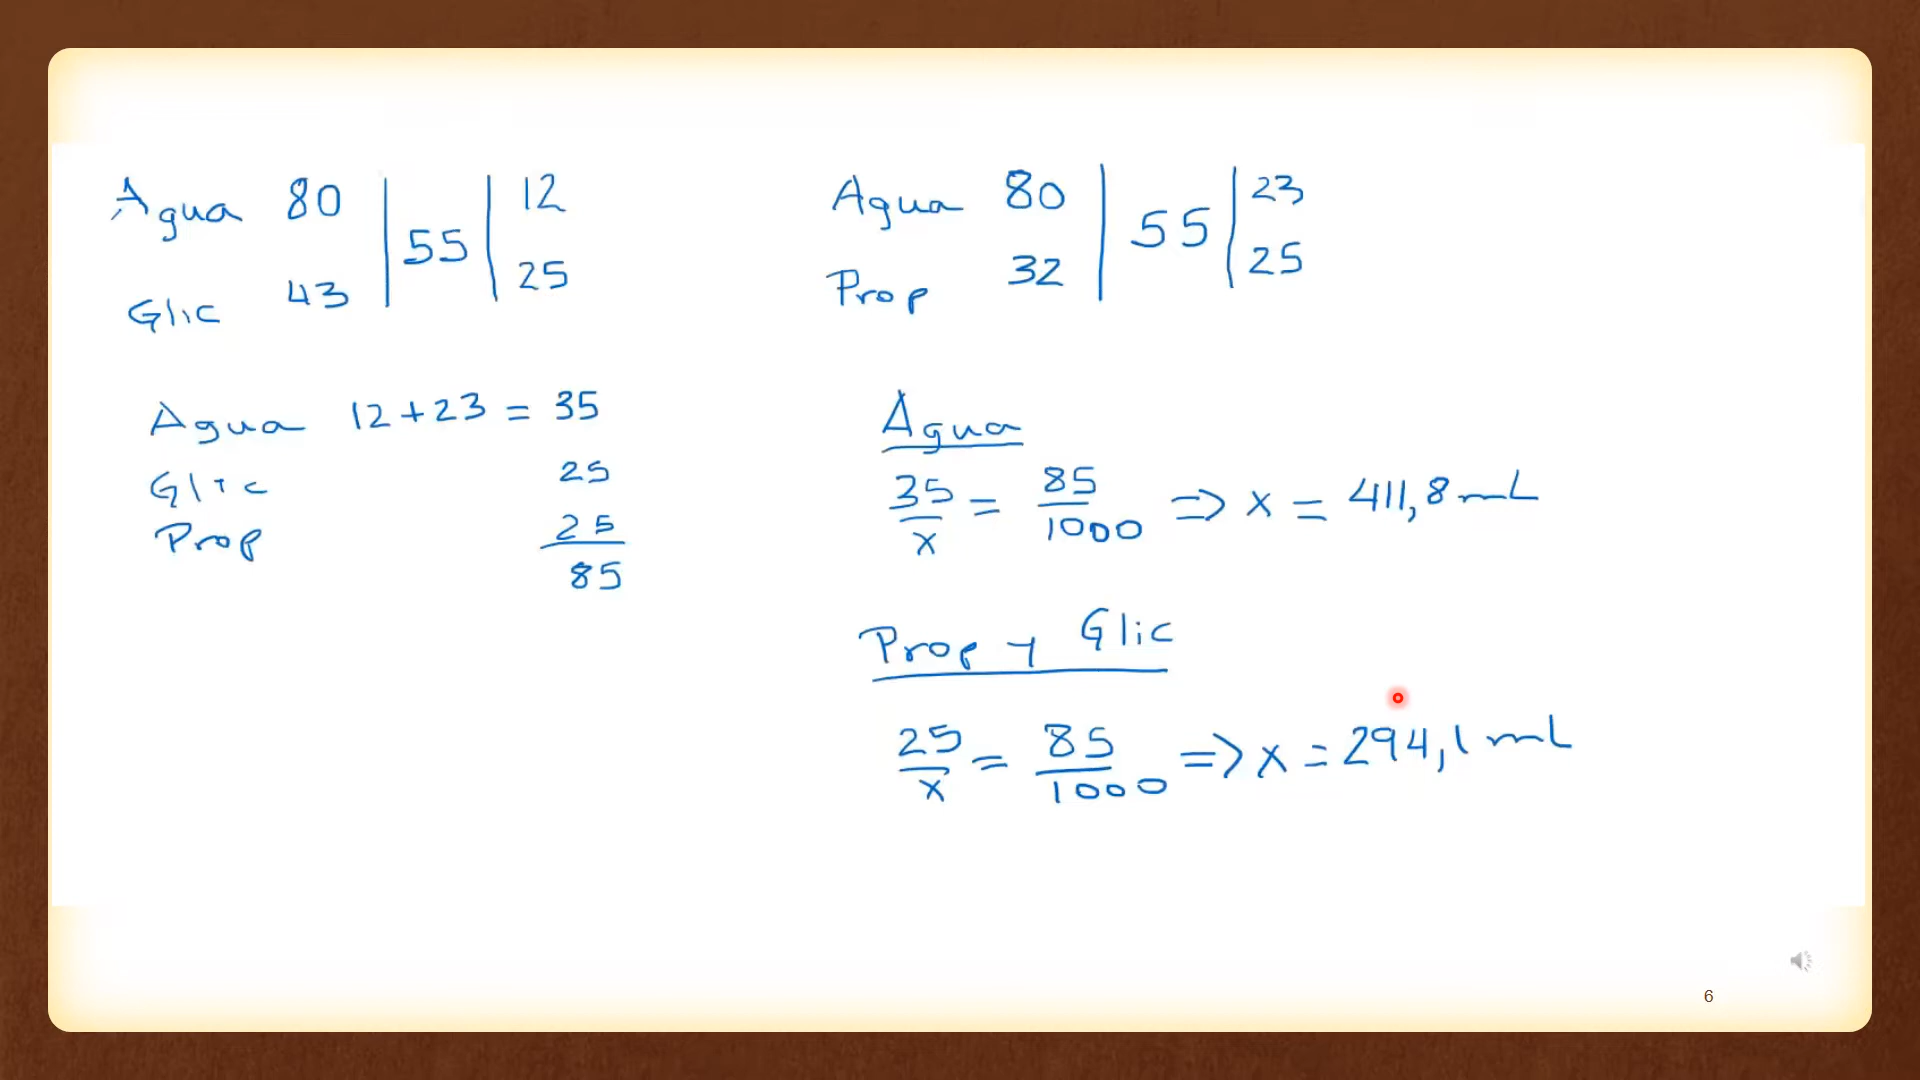 Agua 80 | 55 | 12
Glic 43 25
Agua 80 | 55 | 23
Prop 32 25
Agua 12 + 23 = 35
Glic 25
Prop 25
85
Agua
35/x = 85/1000 => x = 411,8 mL
Prop y Glic
25/x = 85/1000 => x = 294,1 mL
6